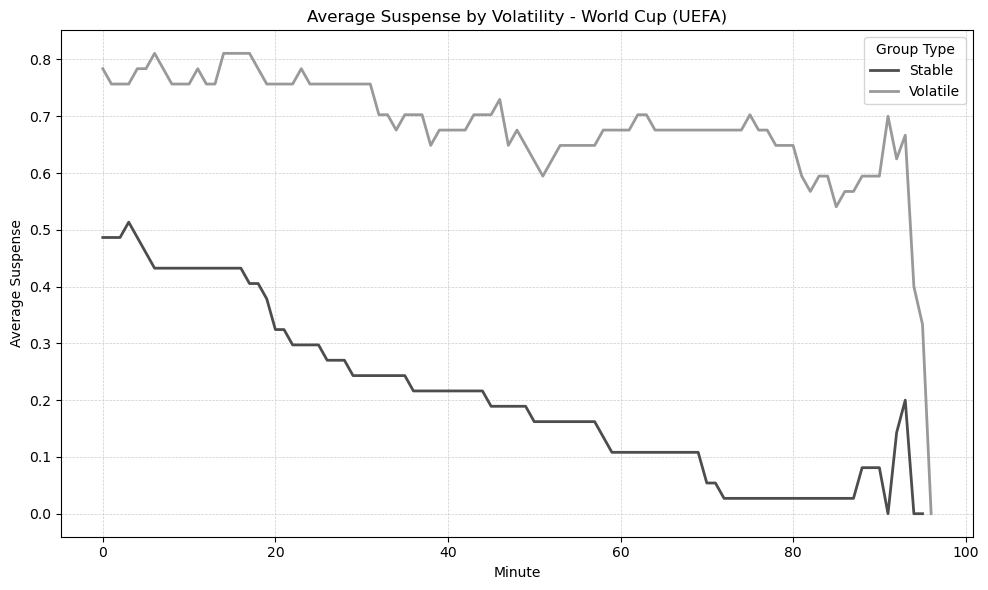 Average Suspense by Volatility - World Cup (UEFA)
Group Type
Stable
Volatile
Average Suspense
0.8
0.7
0.6
0.5
0.4
0.3
0.2
0.1
0.0
0
20
40
60
80
100
Minute